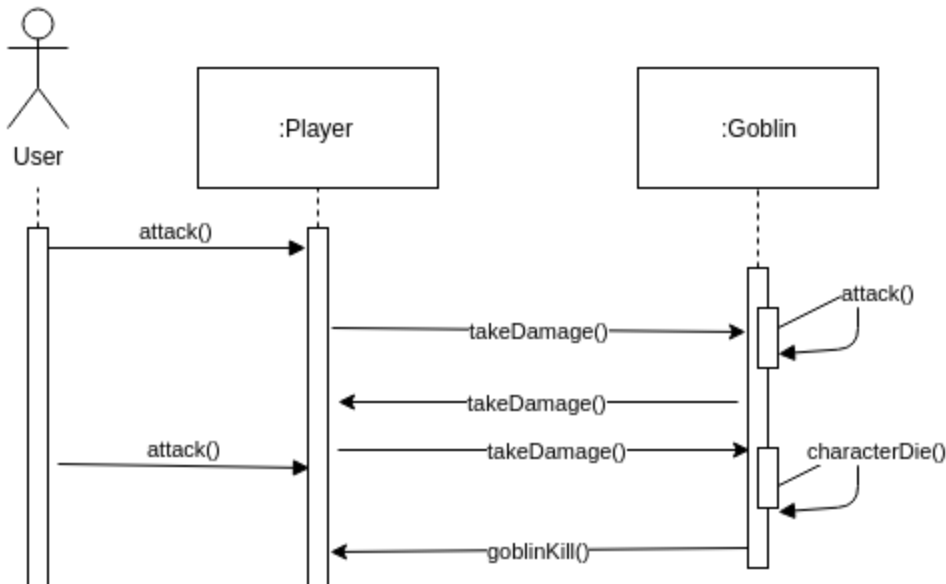 User
:Player
:Goblin
attack()
attack()
takeDamage()
takeDamage()
attack()
takeDamage()
characterDie()
goblinKill()